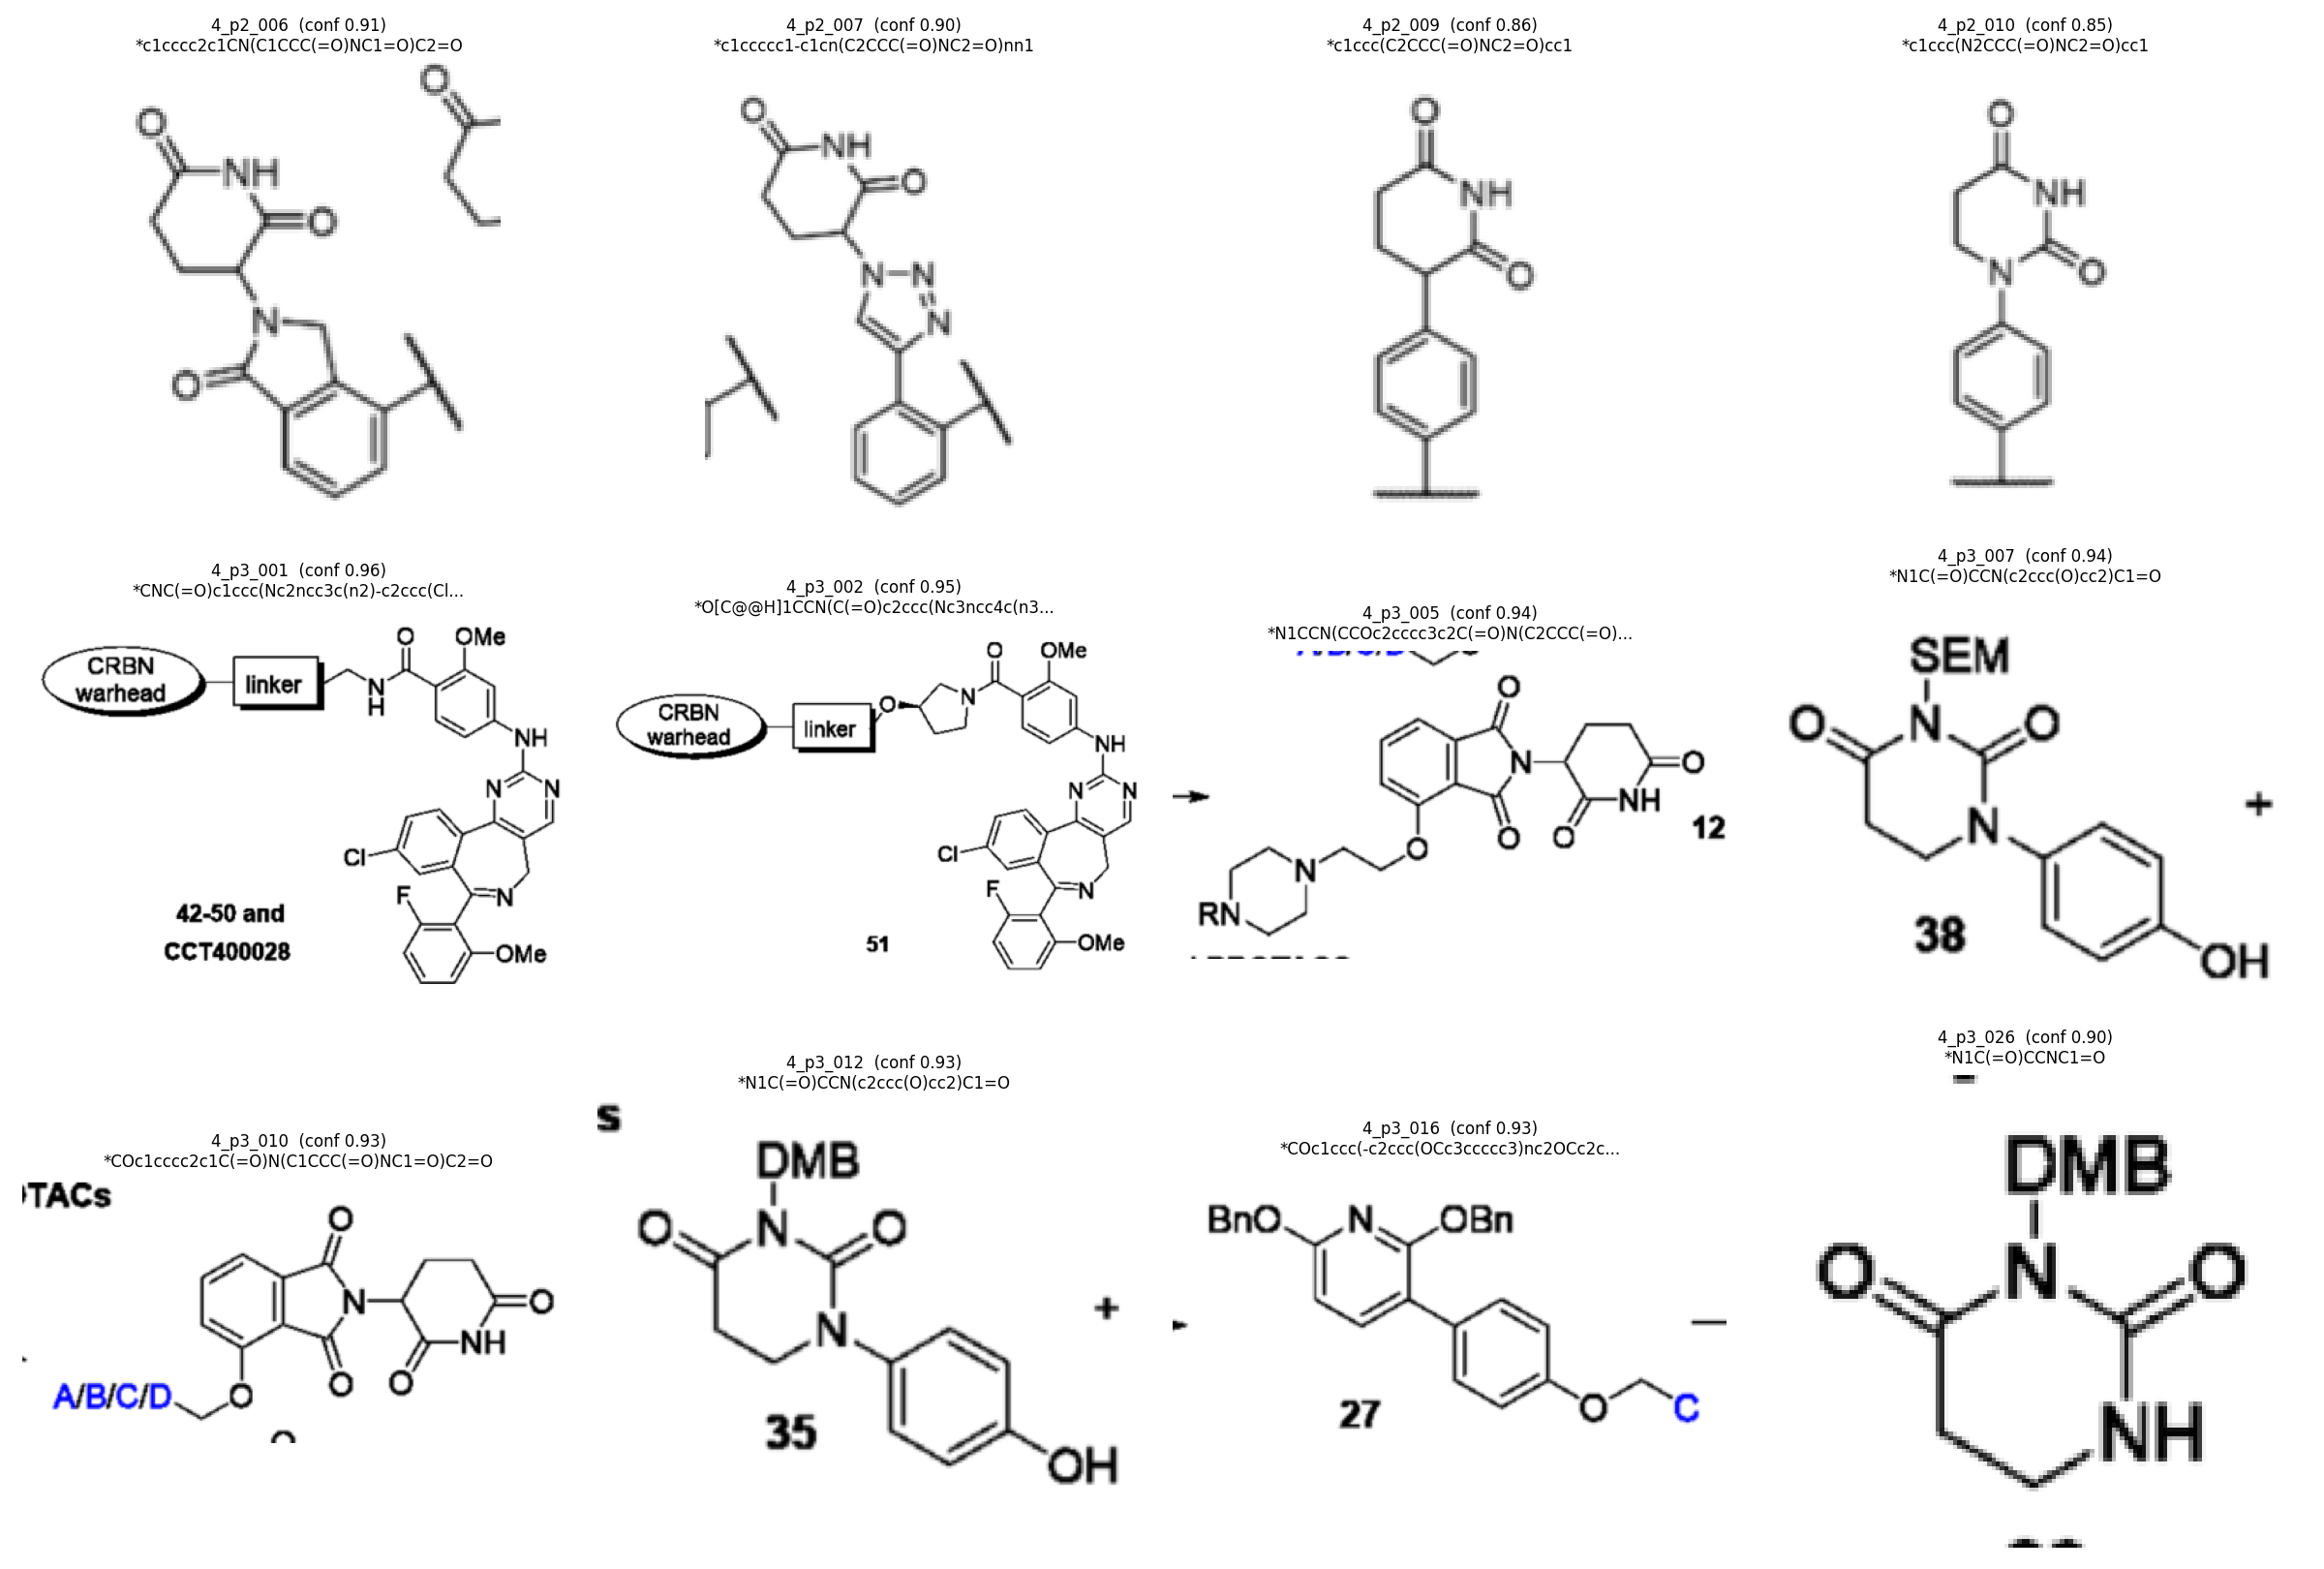 4_p2_006 (conf 0.91)
*c1cccc2c1CN(C1CCC(=O)NC1=O)C2=O
O
O
NH
O
N
O
4_p2_007 (conf 0.90)
*c1ccccc1-c1cn(C2CCC(=O)NC2=O)nn1
O
NH
O
N
N
N
4_p2_009 (conf 0.86)
*c1ccc(C2CCC(=O)NC2=O)cc1
O
NH
O
4_p2_010 (conf 0.85)
*c1ccc(N2CCC(=O)NC2=O)cc1
O
NH
N
O
4_p3_001 (conf 0.96)
*CNC(=O)c1ccc(Nc2ncc3c(n2)-c2ccc(Cl...
CRBN
warhead
linker
N
H
O
OMe
NH
N
N
Cl
F
N
OMe
42-50 and
CCT400028
4_p3_002 (conf 0.95)
*O[C@@H]1CCN(C(=O)c2ccc(Nc3ncc4c(n3...
CRBN
warhead
linker
O
N
O
OMe
NH
N
N
Cl
F
N
OMe
51
4_p3_005 (conf 0.94)
*N1CCN(CCOc2cccc3c2C(=O)N(C2CCC(=O)...
O
N
O
NH
O
O
O
N
RN
12
4_p3_007 (conf 0.94)
*N1C(=O)CCN(c2ccc(O)cc2)C1=O
SEM
O
N
O
N
+
38
OH
4_p3_010 (conf 0.93)
*COc1cccc2c1C(=O)N(C1CCC(=O)NC1=O)C2=O
TACs
O
N
O
NH
O
O
A/B/C/D
O
4_p3_012 (conf 0.93)
*N1C(=O)CCN(c2ccc(O)cc2)C1=O
s
DMB
O
N
O
N
+
35
OH
4_p3_016 (conf 0.93)
*COc1ccc(-c2ccc(OCc3ccccc3)nc2OCc2c...
BnO
N
OBn
27
O
C
4_p3_026 (conf 0.90)
*N1C(=O)CCNC1=O
DMB
O
N
O
NH